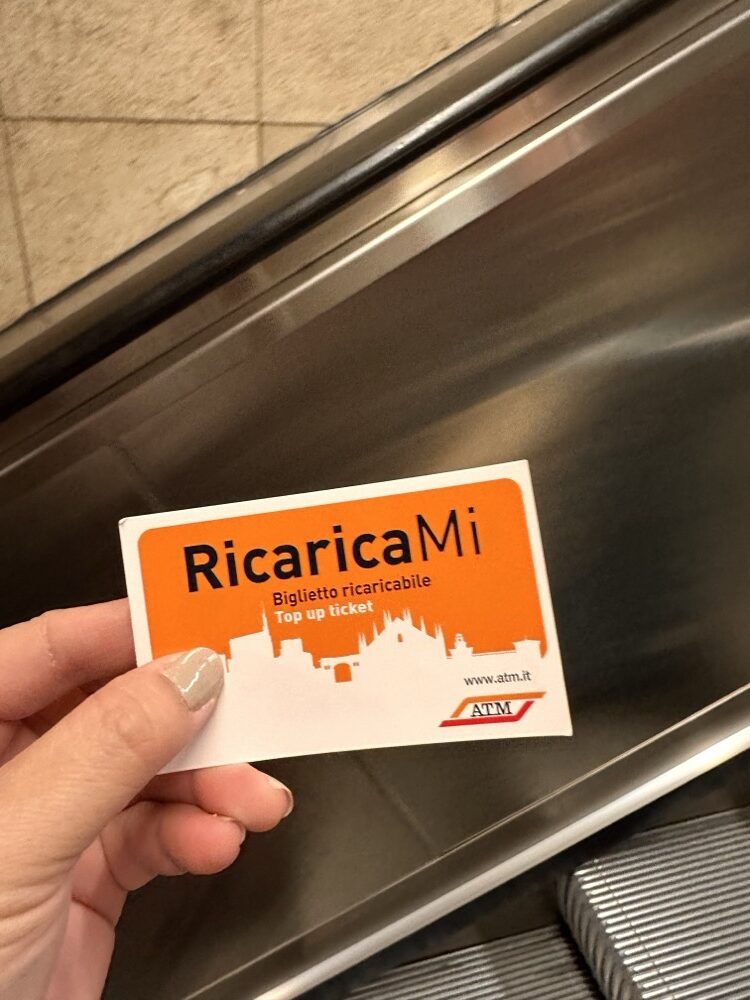 RicaricaMi
Biglietto ricaricabile
Top up ticket
www.atm.it
ATM